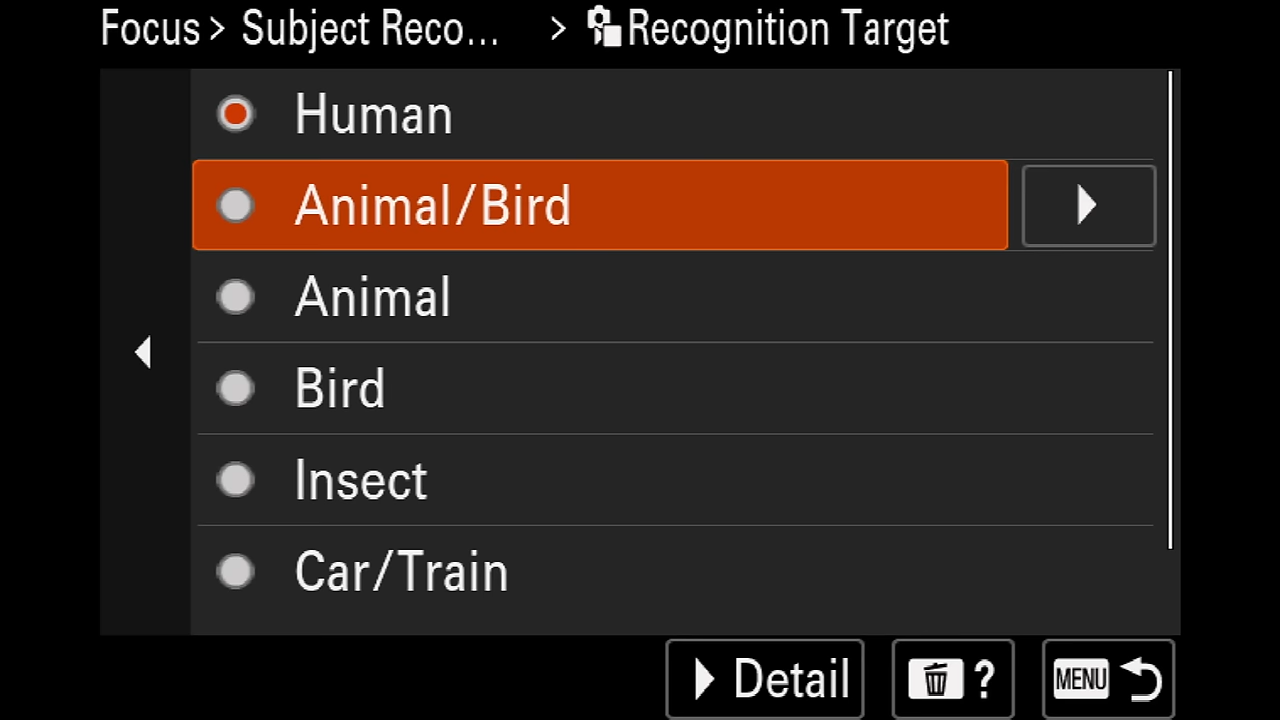 Focus > Subject Reco... > Recognition Target
Human
Animal/Bird
Animal
Bird
Insect
Car/Train
Detail ? MENU